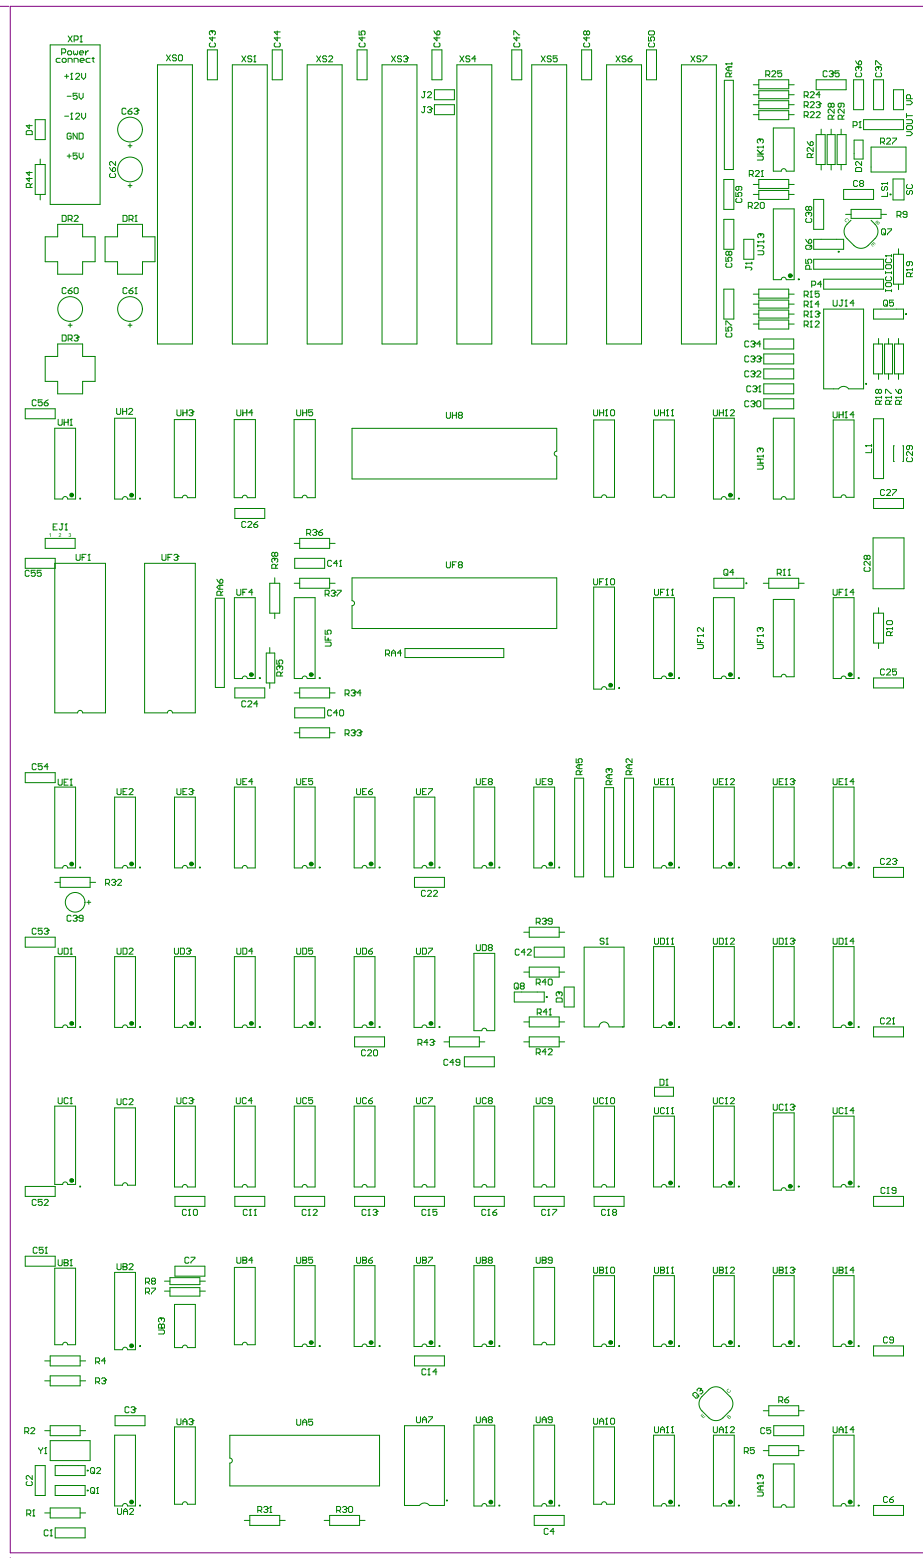 XP1
Power
Connect
+12V
-5V
-12V
GND
+5V
D4
R44
C63
C62
XS0
C43
XS1
C44
XS2
C45
XS3
C46
J2
J3
XS4
C47
XS5
C48
XS6
C50
XS7
RA1
R25
R24
R23
R22
C35
C36
C37
VP
VOUT
P1
R28
R29
R26
UK13
R27
D2
R21
R20
C59
C58
C8
LS1
SC
R9
C38
Q7
Q6
UJ13
J1
P5
P4
R19
DR2
DR1
C60
C61
DR3
C57
R15
R14
R13
R12
UJ14
Q5
C34
C33
C32
C31
C30
R18
R17
R16
C56
UH1
UH2
UH3
UH4
UH5
UH8
UH10
UH11
UH12
UH13
UH14
L1
C29
C26
C27
EJ1
1 2 3
R36
R38
C41
C55
UF1
UF3
RA6
UF4
R37
UF5
R35
UF8
RA4
UF10
UF11
Q4
UF12
R11
UF13
UF14
C28
R10
C24
R34
C40
R33
C25
C54
UE1
UE2
UE3
UE4
UE5
UE6
UE7
UE8
UE9
RA5
RA3
RA2
UE11
UE12
UE13
UE14
R32
C22
C23
C39
C53
UD1
UD2
UD3
UD4
UD5
UD6
UD7
UD8
R39
C42
R40
Q8
D3
S1
R41
R42
UD11
UD12
UD13
UD14
C20
R43
C49
C21
D1
UC1
UC2
UC3
UC4
UC5
UC6
UC7
UC8
UC9
UC10
UC11
UC12
UC13
UC14
C52
C10
C11
C12
C13
C15
C16
C17
C18
C19
C51
UB1
UB2
C7
R8
R7
UB3
UB4
UB5
UB6
UB7
UB8
UB9
UB10
UB11
UB12
UB13
UB14
R4
R3
C14
C9
Q3
R6
C5
R5
C3
R2
Y1
C2
Q2
Q1
R1
C1
UA2
UA3
UA5
R31
R30
UA7
UA8
UA9
C4
UA10
UA11
UA12
UA13
UA14
C6